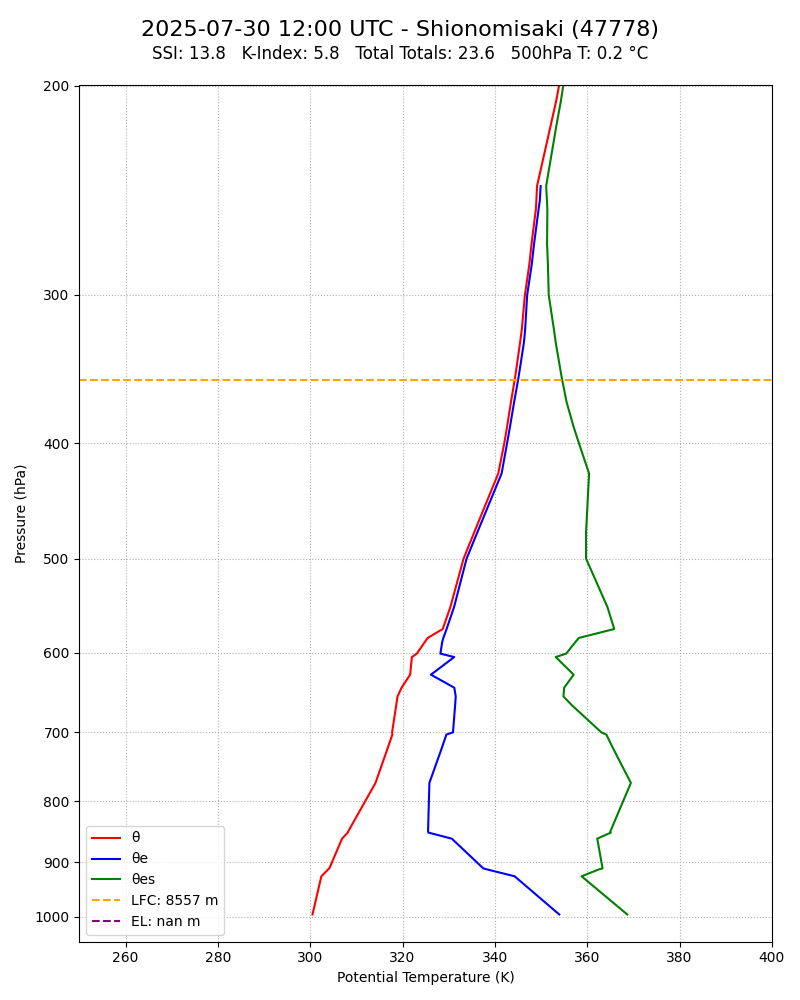 2025-07-30 12:00 UTC - Shionomisaki (47778)
SSI: 13.8   K-Index: 5.8   Total Totals: 23.6   500hPa T: 0.2 °C
200
300
400
500
600
700
800
900
1000
Pressure (hPa)
θ
θe
θes
LFC: 8557 m
EL: nan m
260
280
300
320
340
360
380
400
Potential Temperature (K)